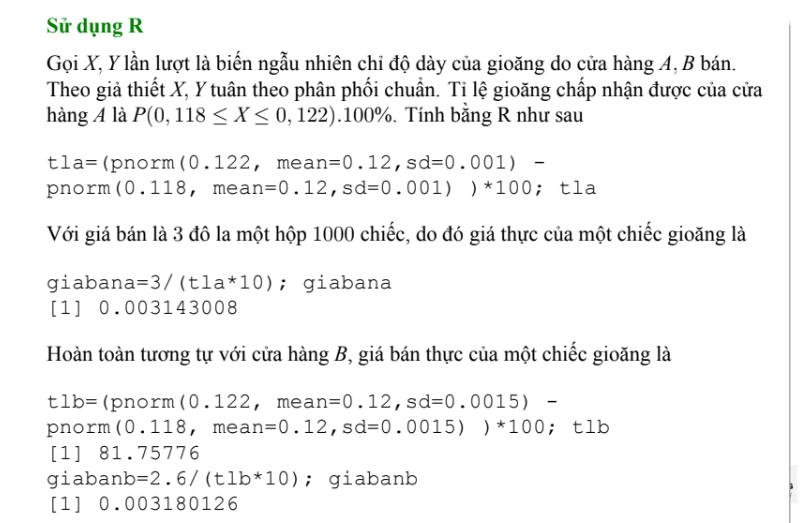 Sử dụng R
Gọi X, Y lần lượt là biến ngẫu nhiên chỉ độ dày của gioăng do cửa hàng A, B bán.
Theo giả thiết X, Y tuân theo phân phối chuẩn. Tỉ lệ gioăng chấp nhận được của cửa
hàng A là P(0, 118 ≤ X ≤ 0, 122).100%. Tính bằng R như sau
tla=(pnorm(0.122, mean=0.12,sd=0.001) -
pnorm(0.118, mean=0.12,sd=0.001) )*100; tla
Với giá bán là 3 đô la một hộp 1000 chiếc, do đó giá thực của một chiếc gioăng là
giabana=3/(tla*10); giabana
[1] 0.003143008
Hoàn toàn tương tự với cửa hàng B, giá bán thực của một chiếc gioăng là
tlb=(pnorm(0.122, mean=0.12,sd=0.0015) -
pnorm(0.118, mean=0.12,sd=0.0015) )*100; tlb
[1] 81.75776
giabanb=2.6/(tlb*10); giabanb
[1] 0.003180126